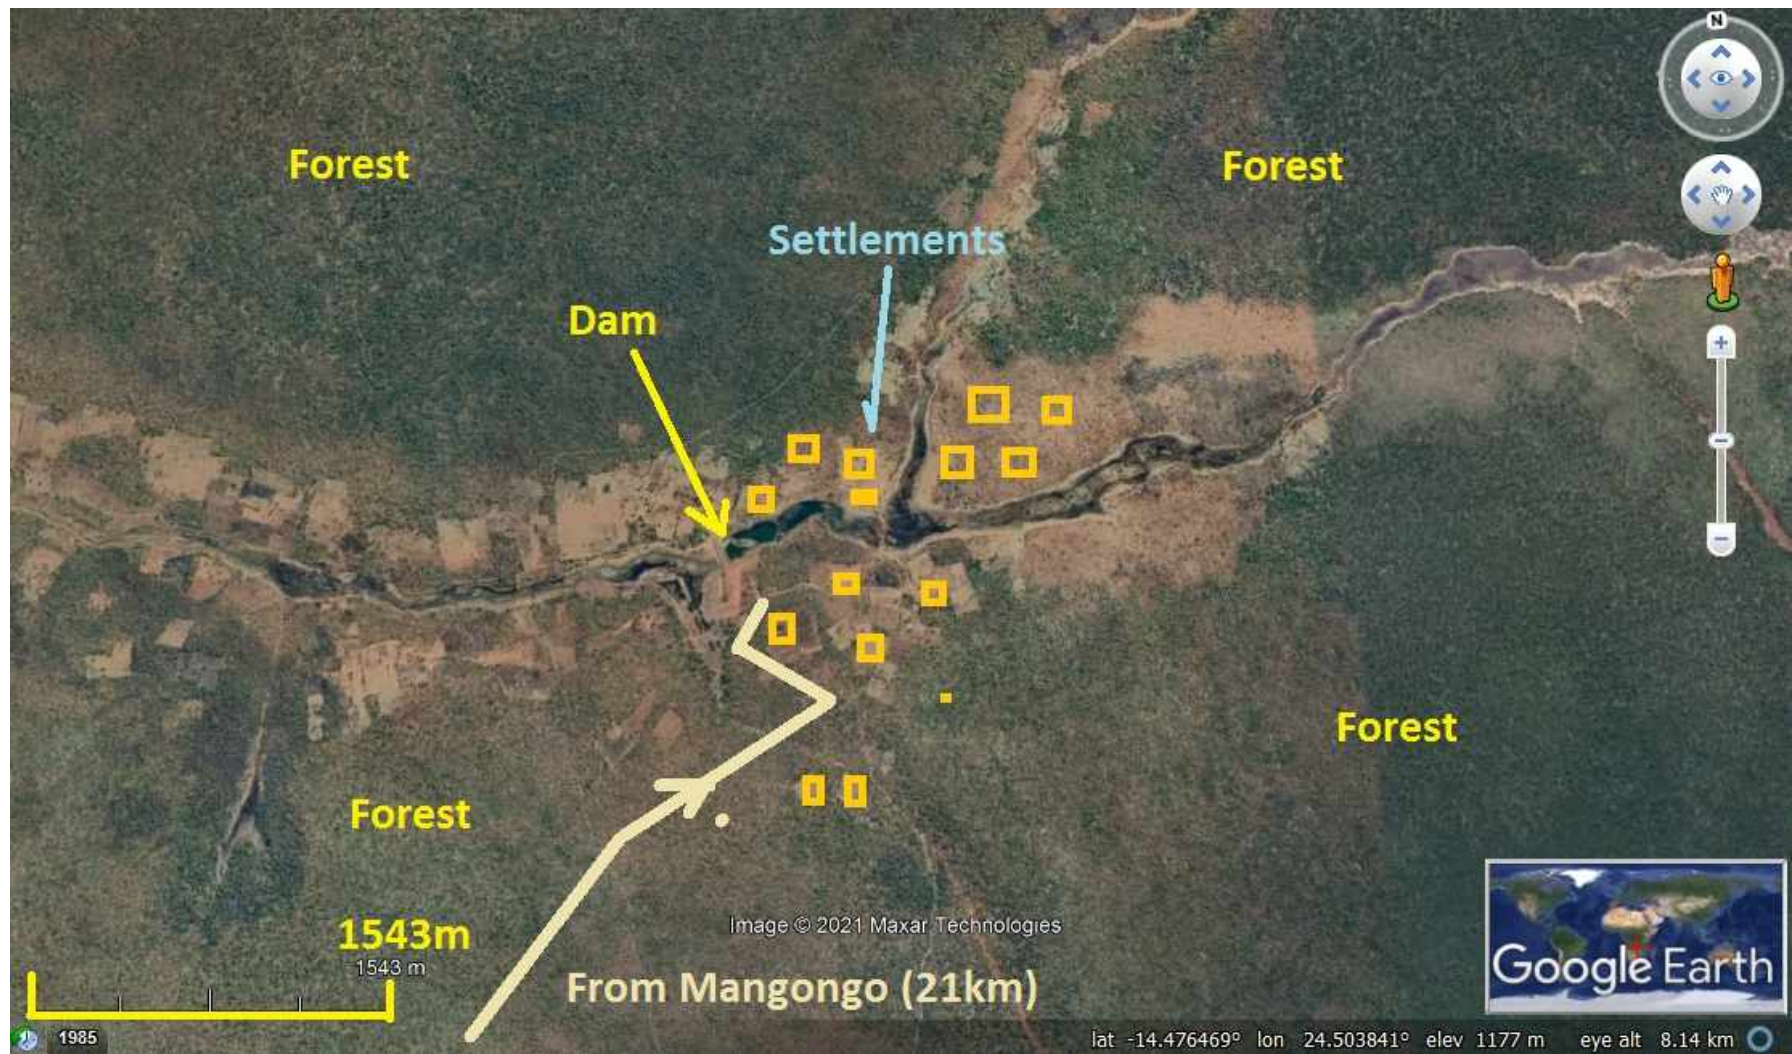 N
Forest
Forest
Settlements
Dam
Forest
Forest
1543m
1543 m
Image © 2021 Maxar Technologies
From Mangongo (21km)
Google Earth
1985
lat -14.476469° lon 24.503841° elev 1177 m eye alt 8.14 km